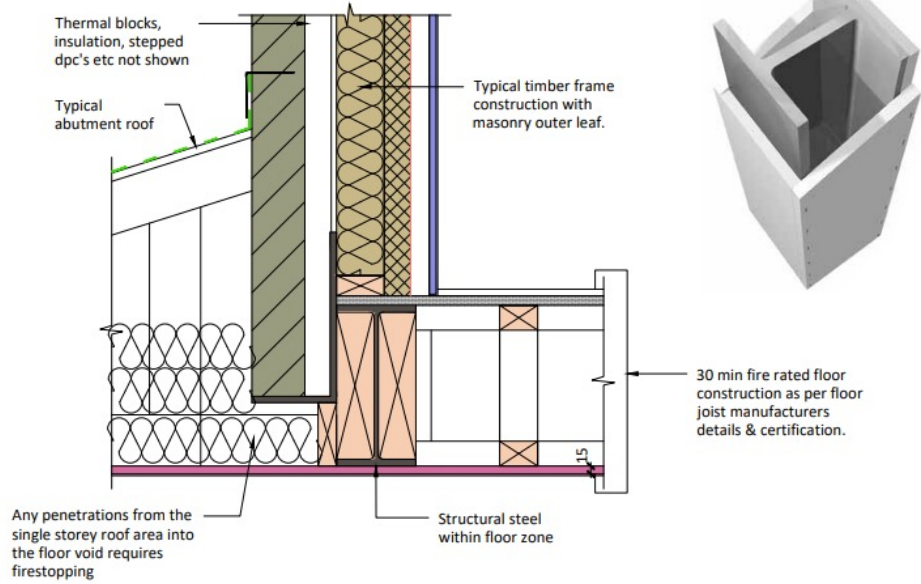 Thermal blocks,
insulation, stepped
dpc's etc not shown
Typical
abutment roof
Typical timber frame
construction with
masonry outer leaf.
30 min fire rated floor
construction as per floor
joist manufacturers
details & certification.
15
Any penetrations from the
single storey roof area into
the floor void requires
firestopping
Structural steel
within floor zone